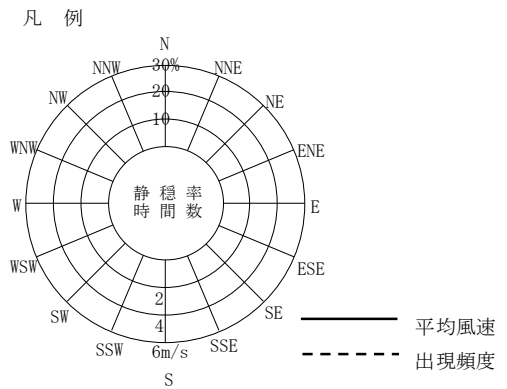 凡 例
N
30%
NNW NNE
20
NW NE
10
WNW ENE
静 穏 率
時 間 数
W E
WSW ESE
2
SW SE
4
SSW SSE
6m/s
S
平均風速
出現頻度